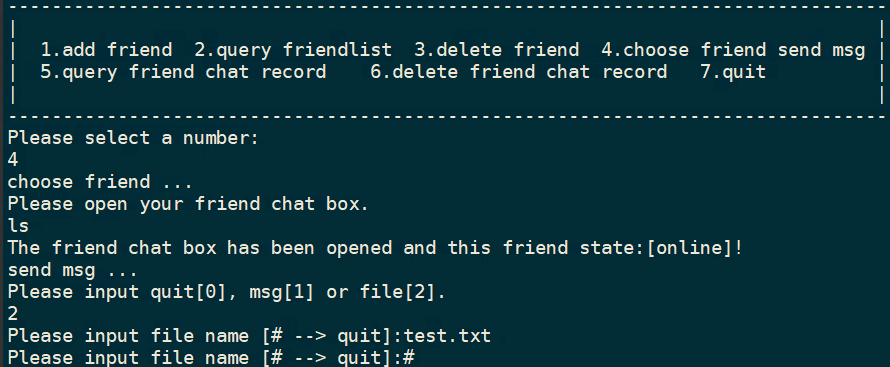 1.add friend  2.query friendlist  3.delete friend  4.choose friend send msg
5.query friend chat record    6.delete friend chat record   7.quit
Please select a number:
4
choose friend ...
Please open your friend chat box.
ls
The friend chat box has been opened and this friend state:[online]!
send msg ...
Please input quit[0], msg[1] or file[2].
2
Please input file name [# --> quit]:test.txt
Please input file name [# --> quit]:#